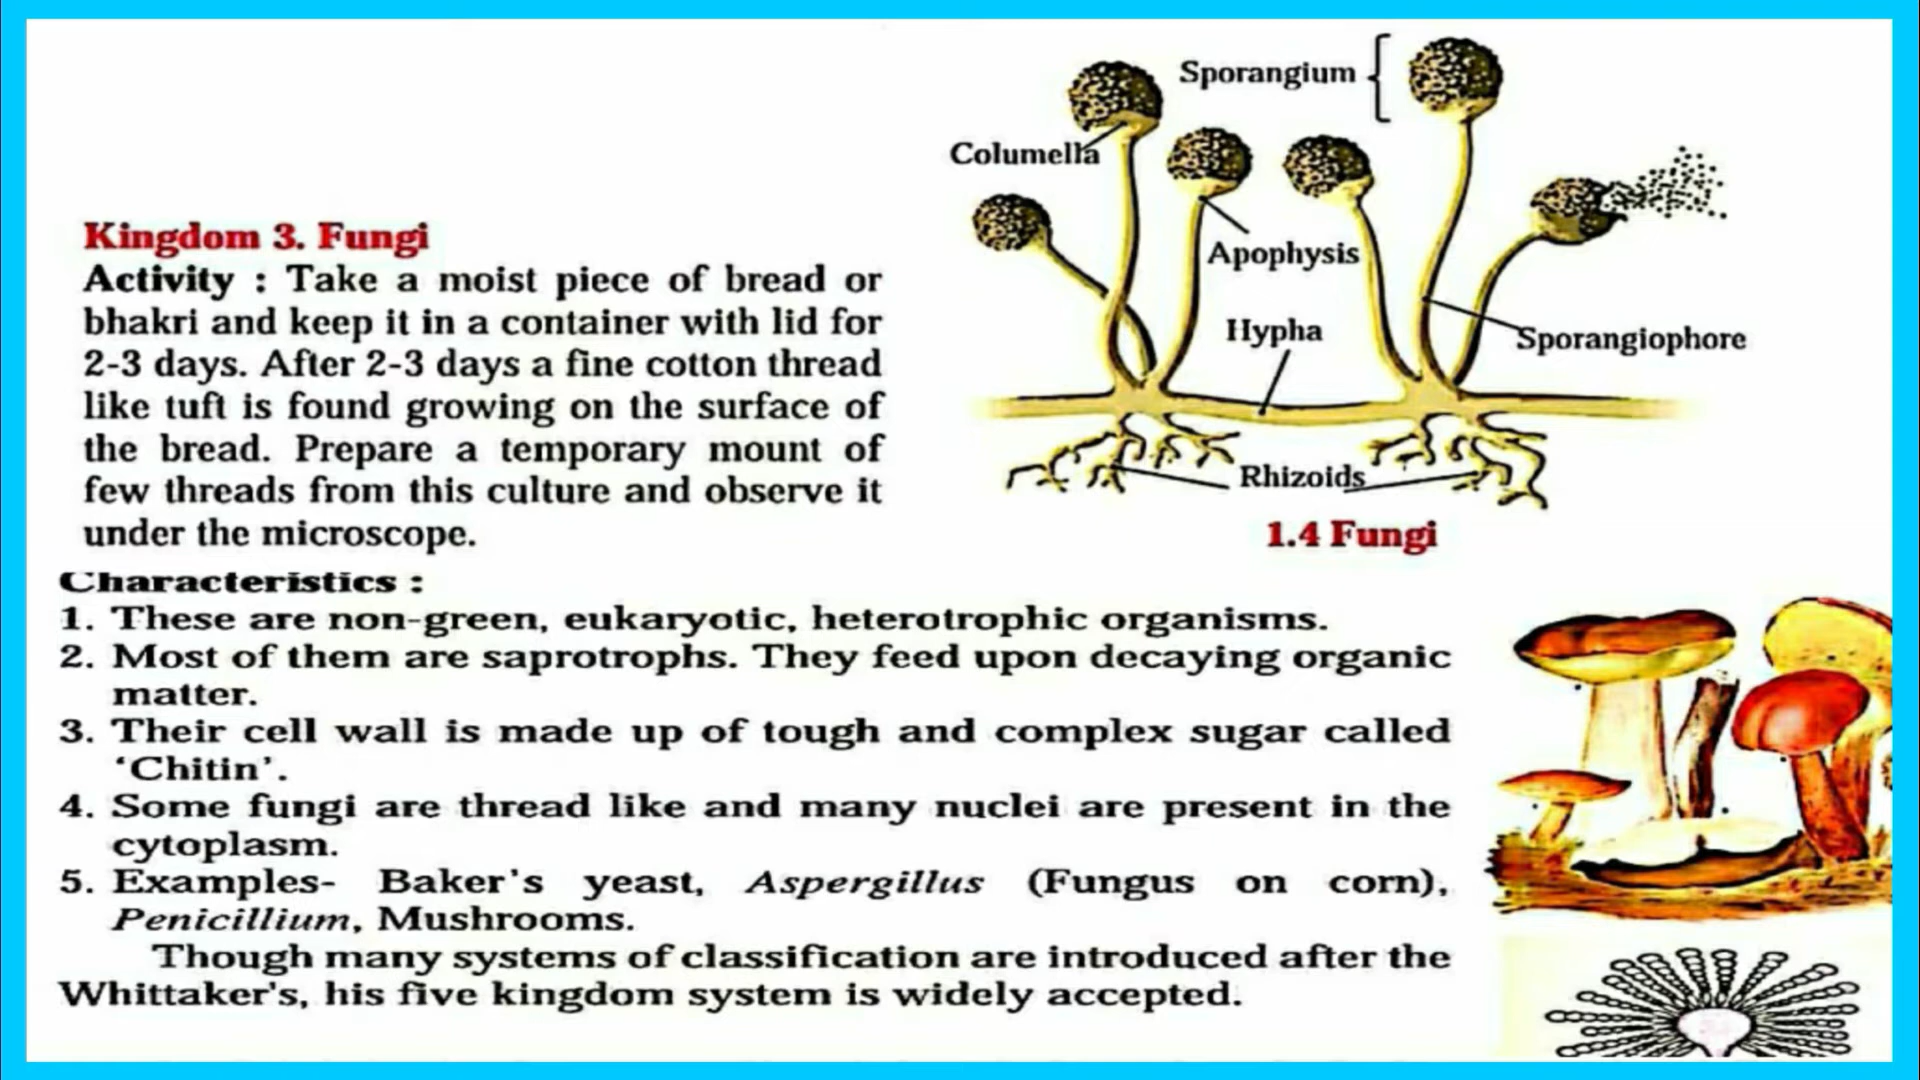 Sporangium
Columella
Apophysis
Hypha
Sporangiophore
Rhizoids
1.4 Fungi
Kingdom 3. Fungi
Activity : Take a moist piece of bread or
bhakri and keep it in a container with lid for
2-3 days. After 2-3 days a fine cotton thread
like tuft is found growing on the surface of
the bread. Prepare a temporary mount of
few threads from this culture and observe it
under the microscope.
Characteristics :
1. These are non-green, eukaryotic, heterotrophic organisms.
2. Most of them are saprotrophs. They feed upon decaying organic
matter.
3. Their cell wall is made up of tough and complex sugar called
‘Chitin’.
4. Some fungi are thread like and many nuclei are present in the
cytoplasm.
5. Examples- Baker's yeast, Aspergillus (Fungus on corn),
Penicillium, Mushrooms.
Though many systems of classification are introduced after the
Whittaker's, his five kingdom system is widely accepted.